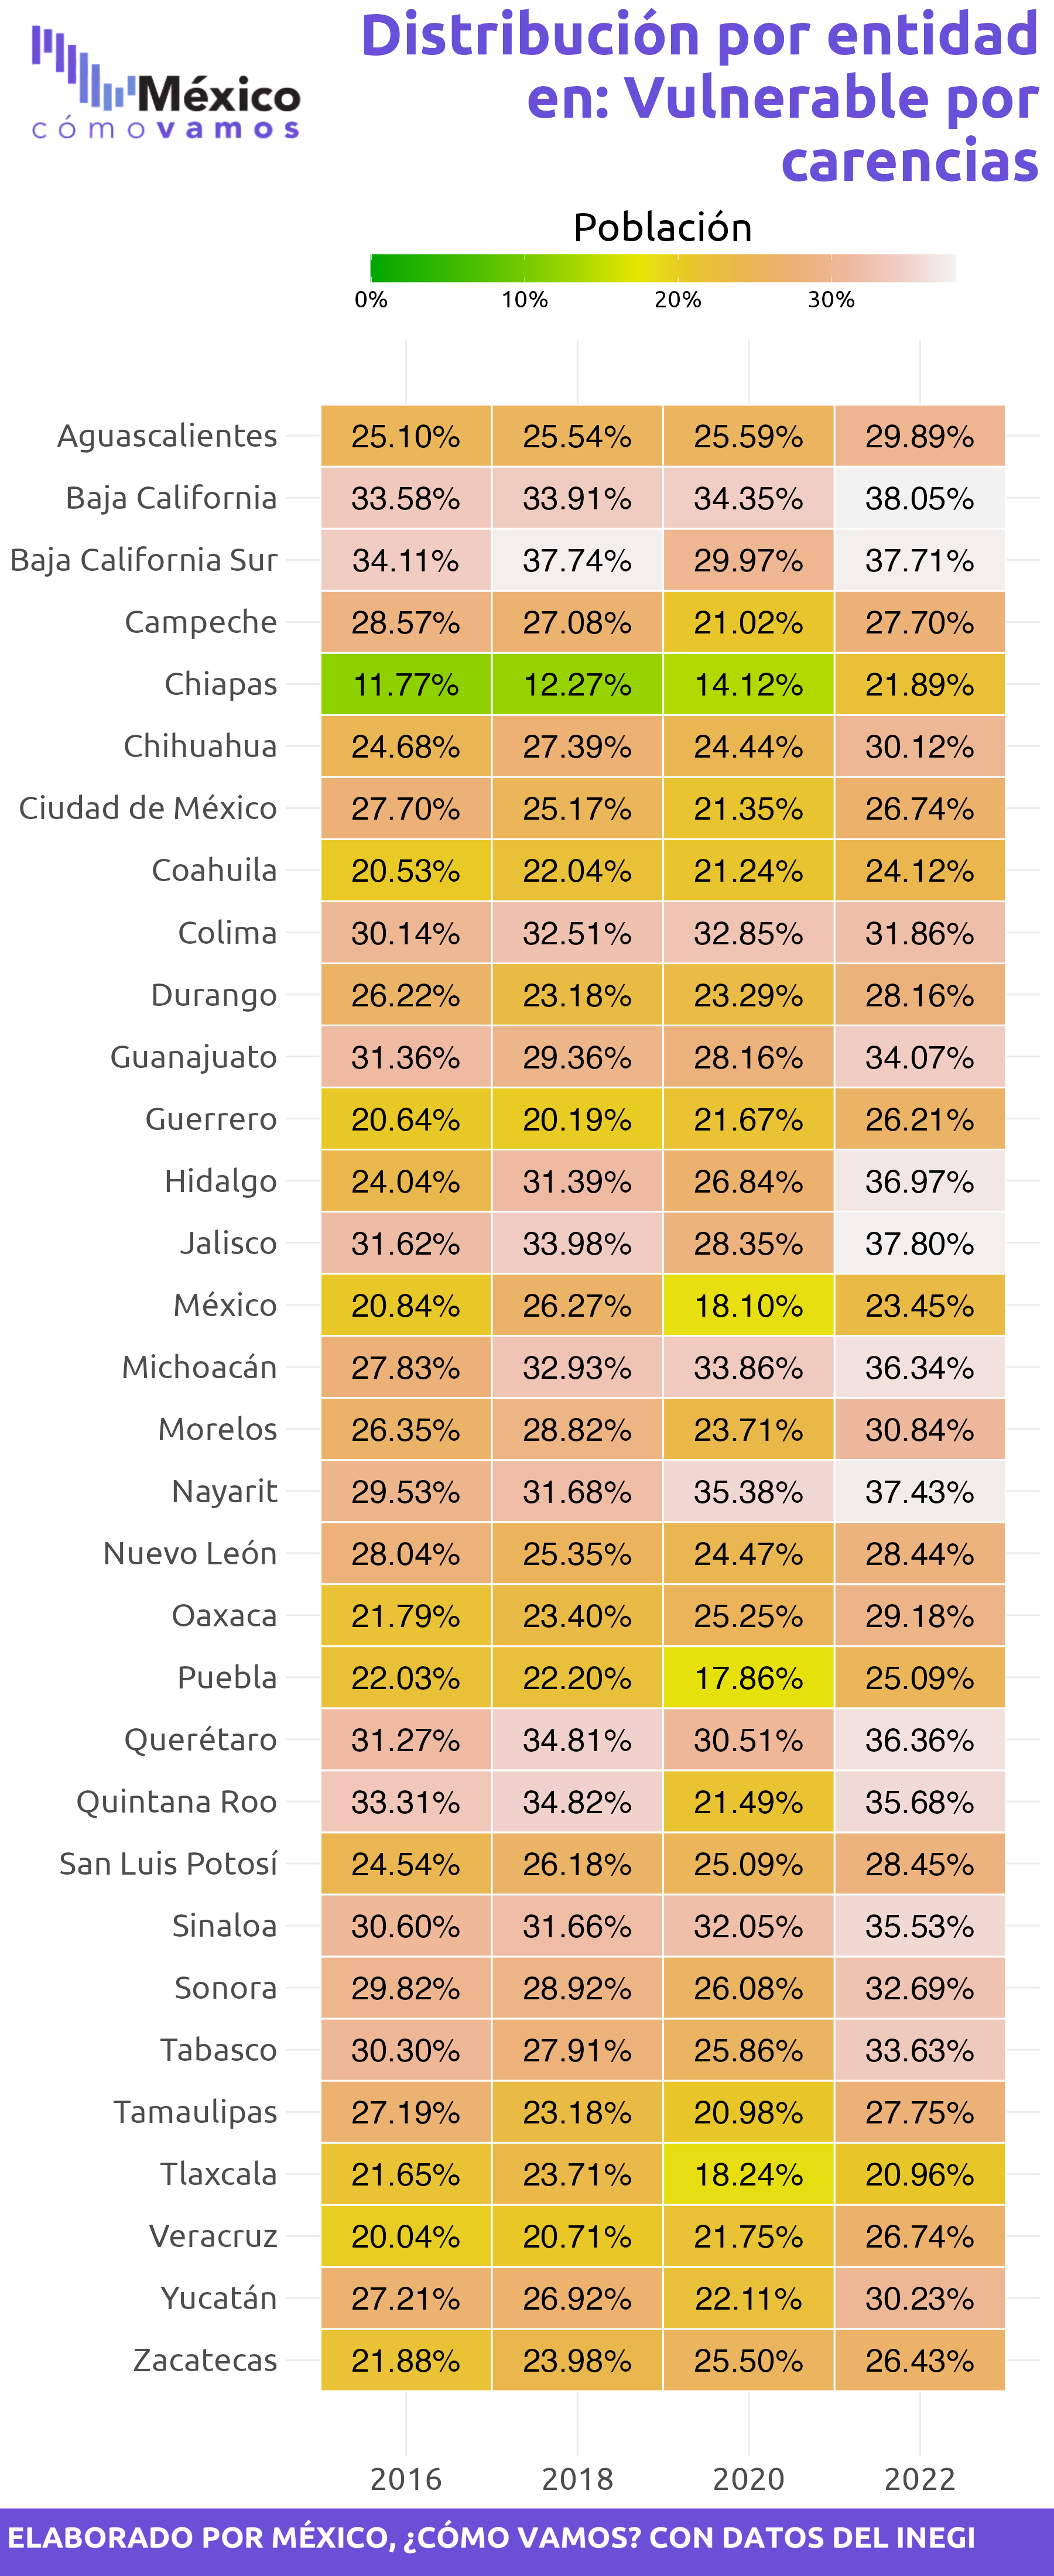 México
cómovamos
Distribución por entidad
en: Vulnerable por
carencias
Población
0% 10% 20% 30%
Aguascalientes 25.10% 25.54% 25.59% 29.89%
Baja California 33.58% 33.91% 34.35% 38.05%
Baja California Sur 34.11% 37.74% 29.97% 37.71%
Campeche 28.57% 27.08% 21.02% 27.70%
Chiapas 11.77% 12.27% 14.12% 21.89%
Chihuahua 24.68% 27.39% 24.44% 30.12%
Ciudad de México 27.70% 25.17% 21.35% 26.74%
Coahuila 20.53% 22.04% 21.24% 24.12%
Colima 30.14% 32.51% 32.85% 31.86%
Durango 26.22% 23.18% 23.29% 28.16%
Guanajuato 31.36% 29.36% 28.16% 34.07%
Guerrero 20.64% 20.19% 21.67% 26.21%
Hidalgo 24.04% 31.39% 26.84% 36.97%
Jalisco 31.62% 33.98% 28.35% 37.80%
México 20.84% 26.27% 18.10% 23.45%
Michoacán 27.83% 32.93% 33.86% 36.34%
Morelos 26.35% 28.82% 23.71% 30.84%
Nayarit 29.53% 31.68% 35.38% 37.43%
Nuevo León 28.04% 25.35% 24.47% 28.44%
Oaxaca 21.79% 23.40% 25.25% 29.18%
Puebla 22.03% 22.20% 17.86% 25.09%
Querétaro 31.27% 34.81% 30.51% 36.36%
Quintana Roo 33.31% 34.82% 21.49% 35.68%
San Luis Potosí 24.54% 26.18% 25.09% 28.45%
Sinaloa 30.60% 31.66% 32.05% 35.53%
Sonora 29.82% 28.92% 26.08% 32.69%
Tabasco 30.30% 27.91% 25.86% 33.63%
Tamaulipas 27.19% 23.18% 20.98% 27.75%
Tlaxcala 21.65% 23.71% 18.24% 20.96%
Veracruz 20.04% 20.71% 21.75% 26.74%
Yucatán 27.21% 26.92% 22.11% 30.23%
Zacatecas 21.88% 23.98% 25.50% 26.43%
2016 2018 2020 2022
ELABORADO POR MÉXICO, ¿CÓMO VAMOS? CON DATOS DEL INEGI